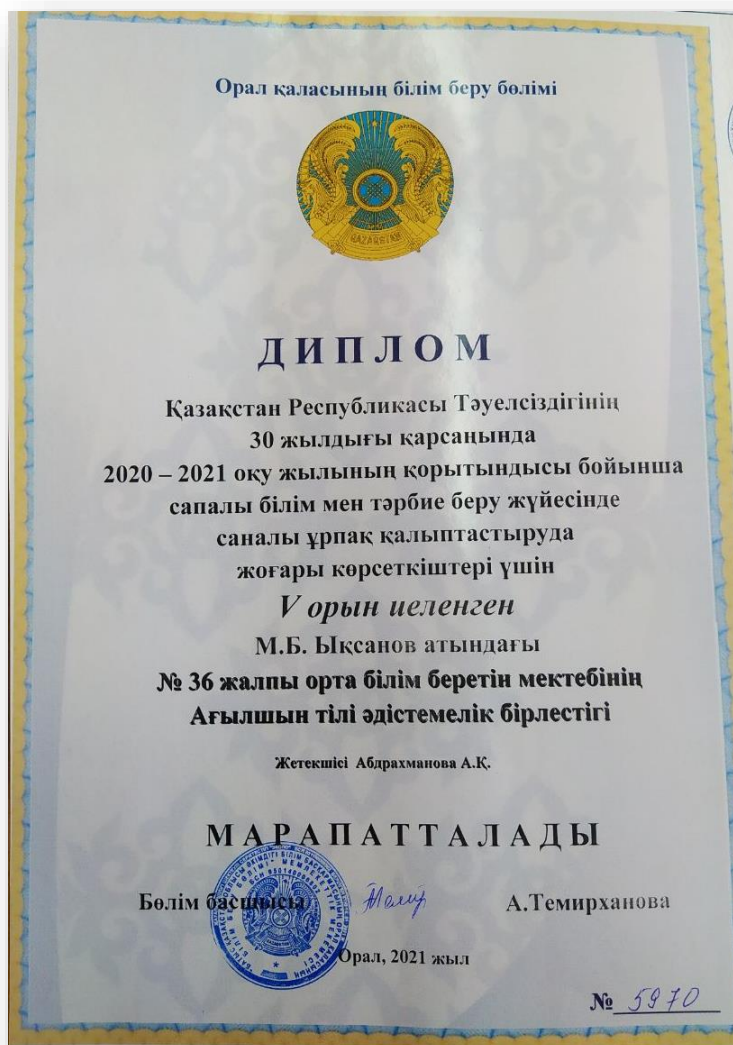 Орал қаласының білім беру бөлімі
QAZAQSTAN
ДИПЛОМ
Қазақстан Республикасы Тәуелсіздігінің
30 жылдығы қарсаңында
2020 – 2021 оқу жылының қорытындысы бойынша
сапалы білім мен тәрбие беру жүйесінде
саналы ұрпақ қалыптастыруда
жоғары көрсеткіштері үшін
V орын иеленген
М.Б. Ықсанов атындағы
№ 36 жалпы орта білім беретін мектебінің
Ағылшын тілі әдістемелік бірлестігі
Жетекшісі Абдрахманова А.Қ.
МАРАПАТТАЛАДЫ
Бөлім басшысы А.Темирханова
Орал, 2021 жыл
№ 5970